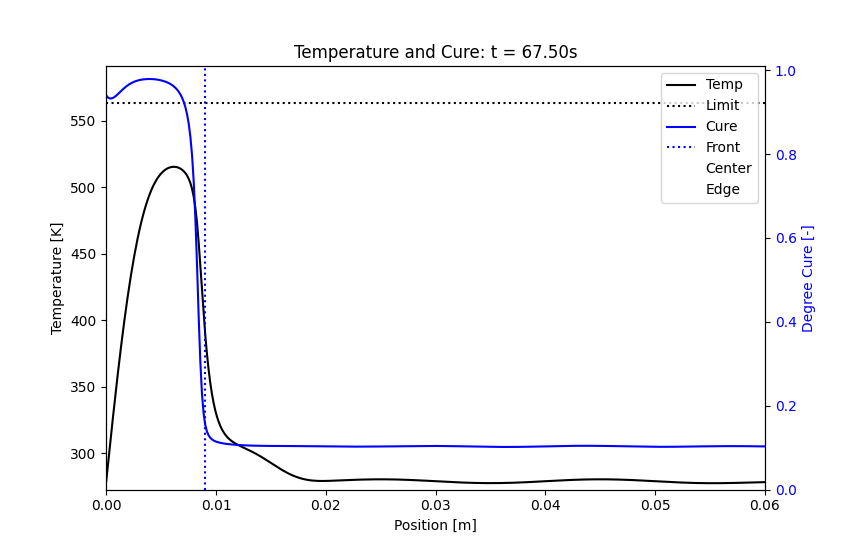 Temperature and Cure: t = 67.50s
Temp
Limit
Cure
Front
Center
Edge
550
500
450
400
350
300
Temperature [K]
1.0
0.8
0.6
0.4
0.2
0.0
Degree Cure [-]
0.00 0.01 0.02 0.03 0.04 0.05 0.06
Position [m]